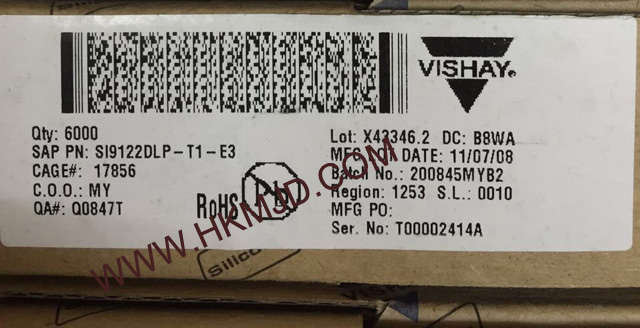 VISHAY.
Qty: 6000
SAP PN: SI9122DLP-T1-E3
CAGE#: 17856
C.O.O.: MY
QA#: Q0847T
RoHS
Pb
Lot: X43346.2 DC: B8WA
MFG LOT DATE: 11/07/08
Batch No: 200845MYB2
Region: 1253 S.L.: 0010
MFG PO:
Ser. No: T00002414A
www.HKMJD.COM